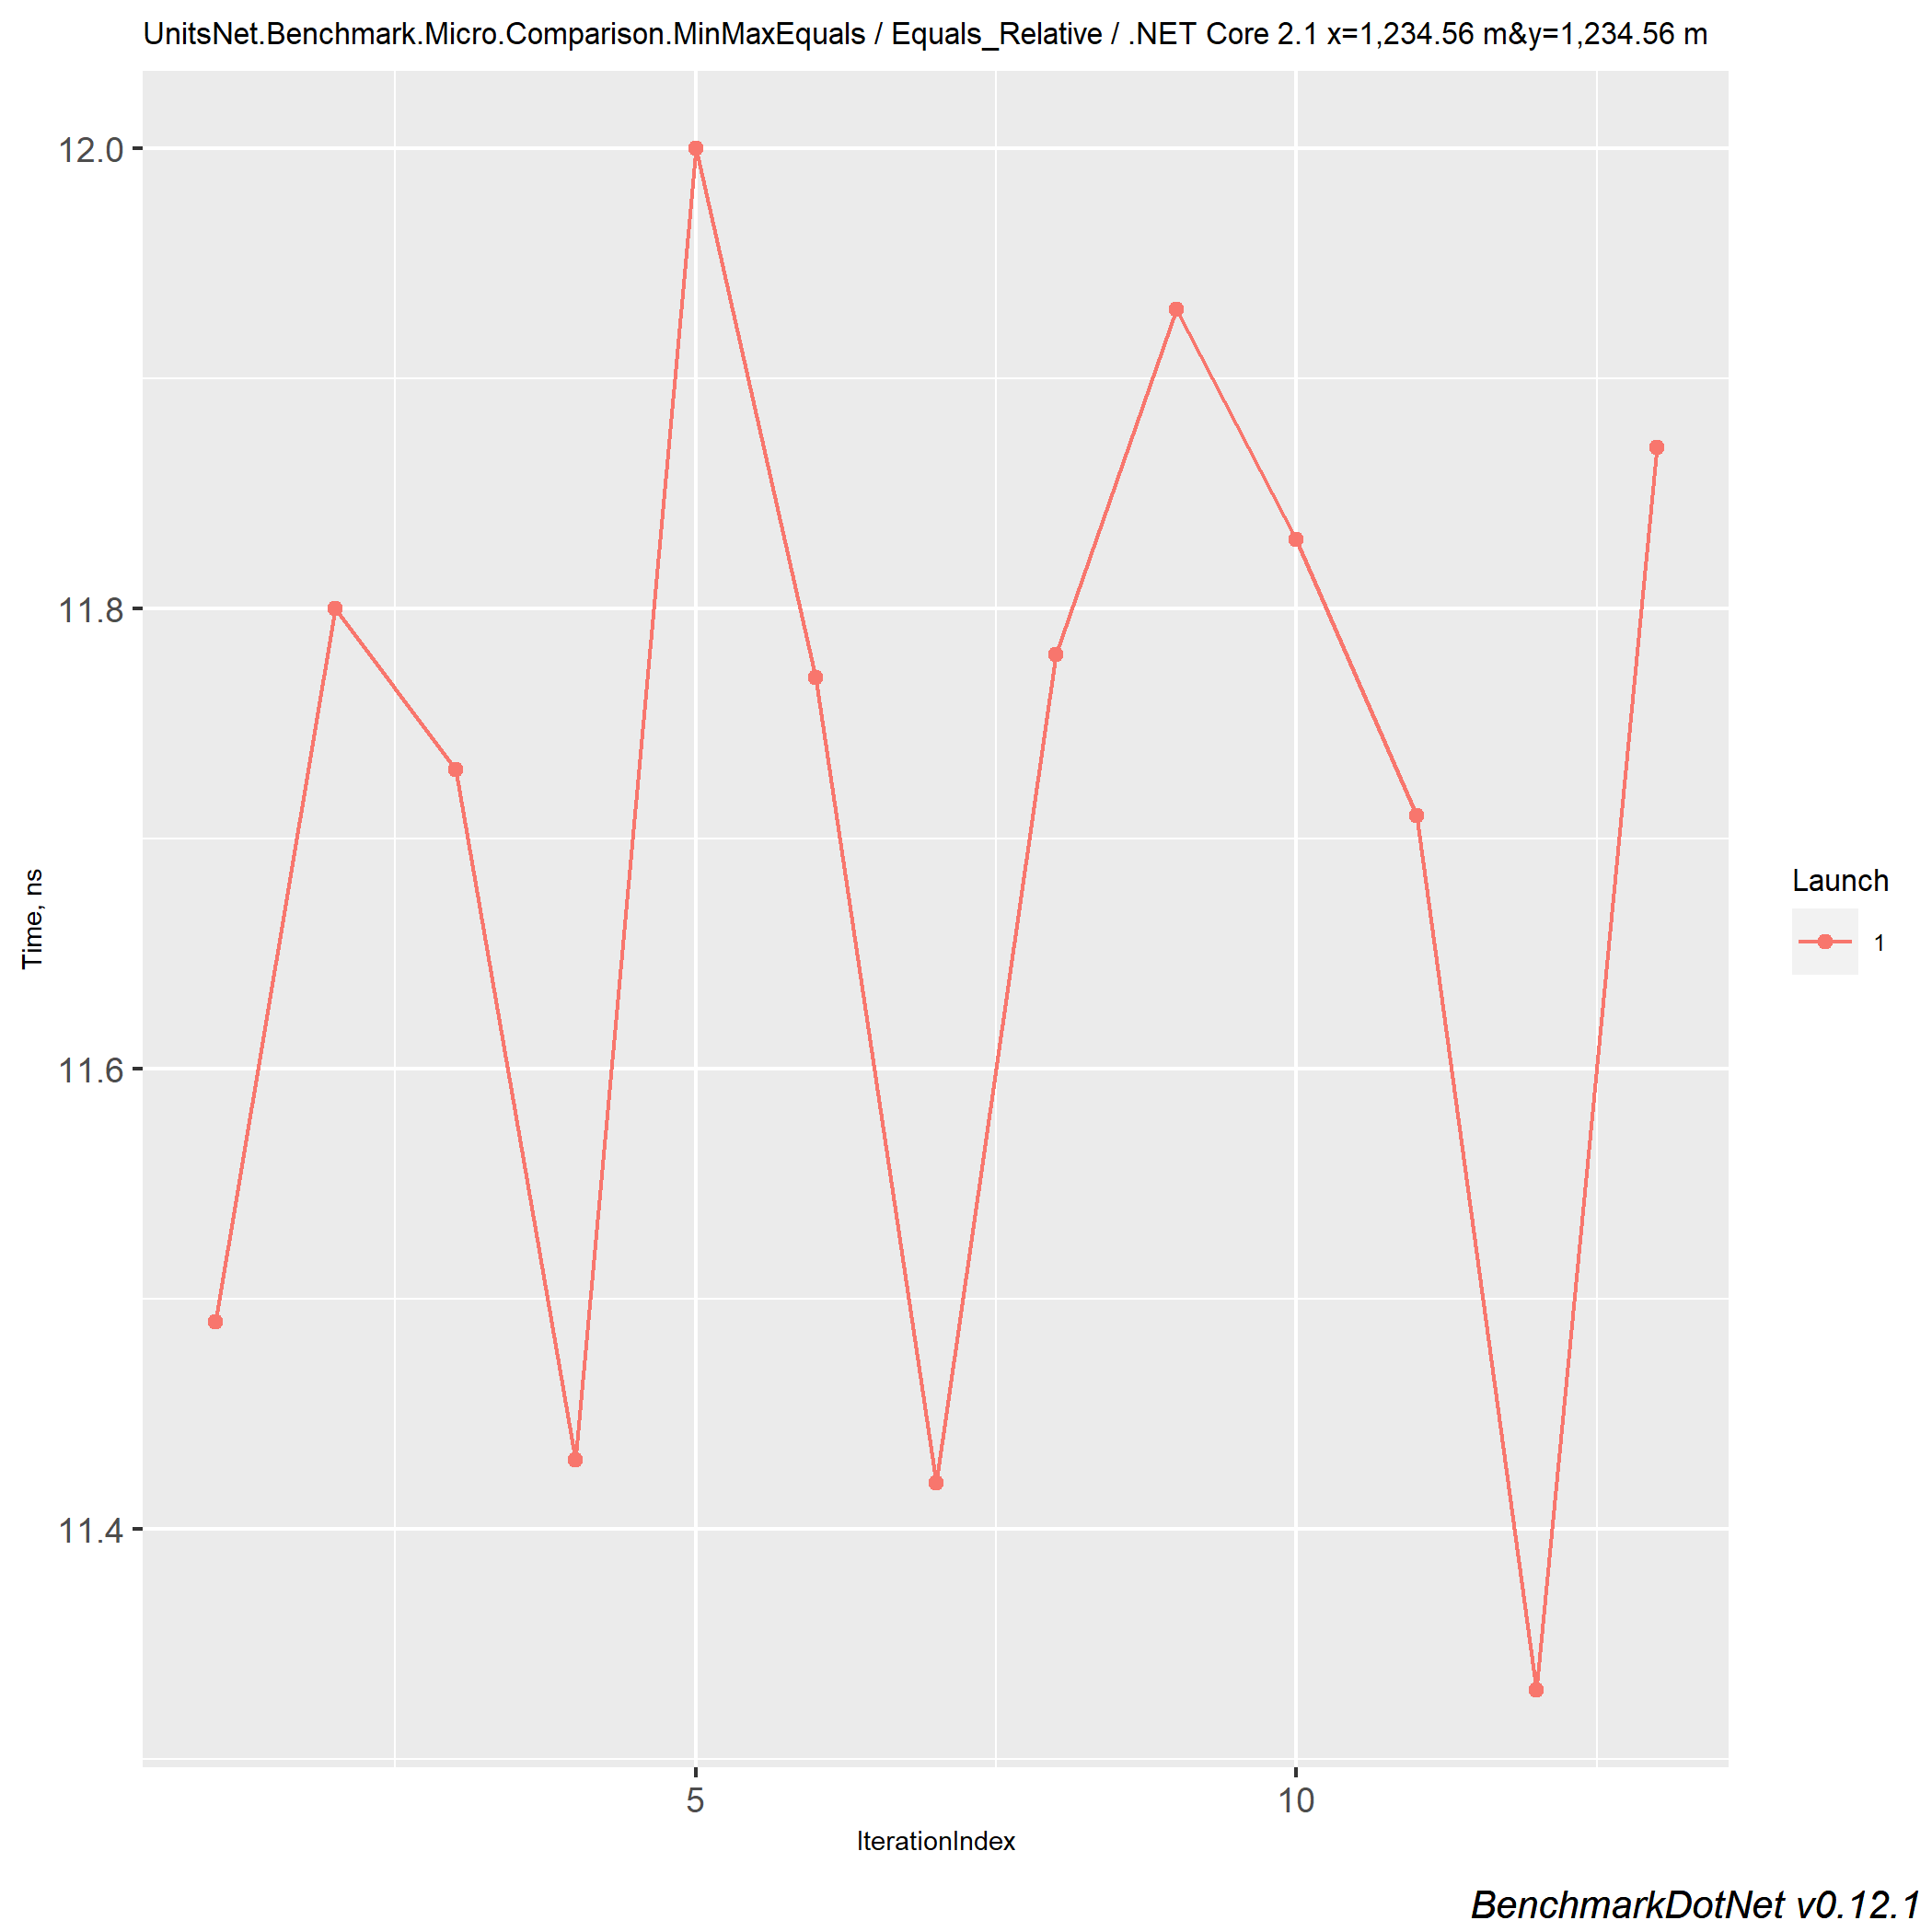 UnitsNet.Benchmark.Micro.Comparison.MinMaxEquals / Equals_Relative / .NET Core 2.1 x=1,234.56 m&y=1,234.56 m
12.0
11.8
11.6
11.4
Time, ns
5
10
IterationIndex
Launch
1
BenchmarkDotNet v0.12.1